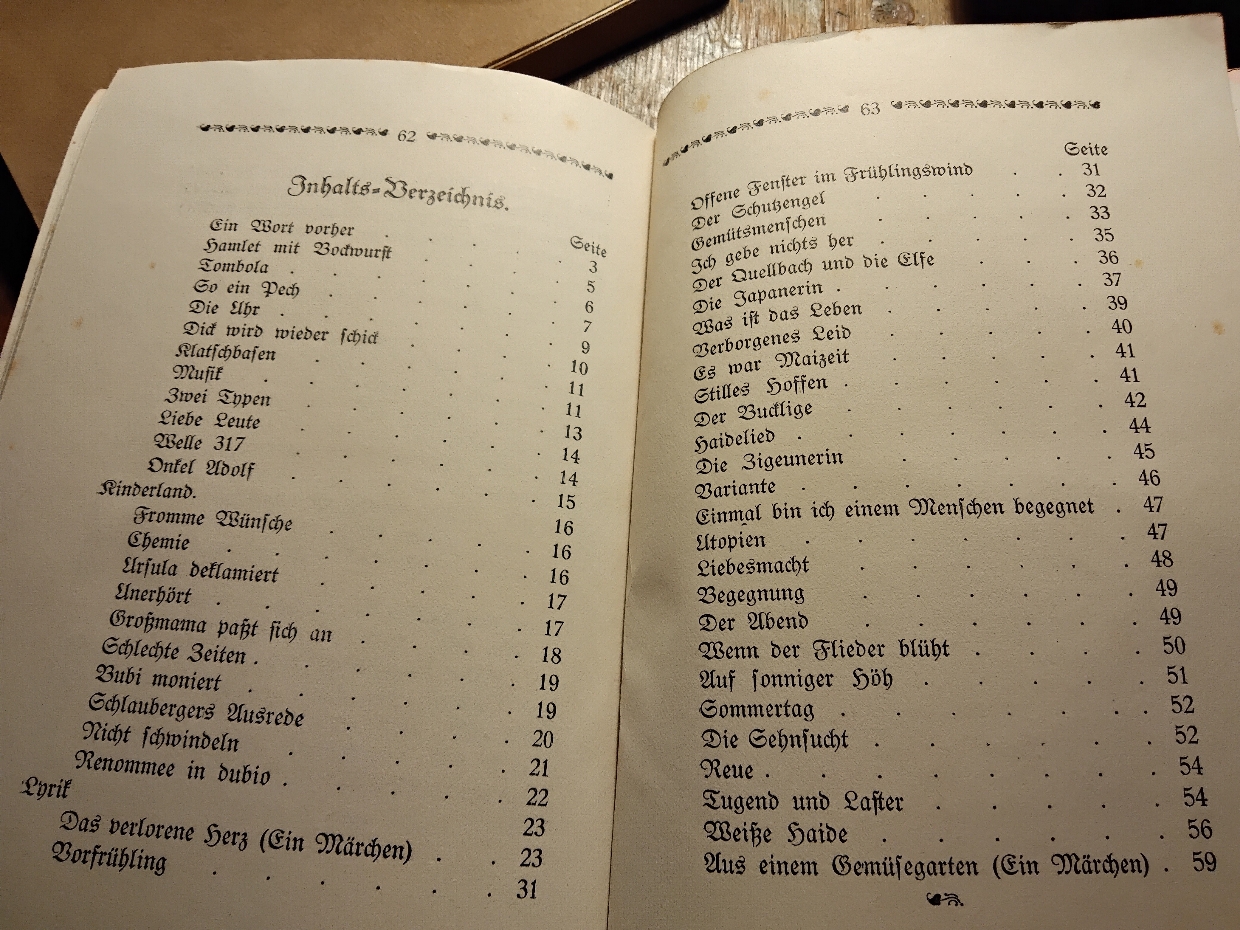 62
Inhalts-Verzeichnis.
Seite
Ein Wort vorher . . . . 3
Hamlet mit Bockwurst . . . . 5
Tombola . . . . . 6
So ein Pech . . . . . 7
Die Uhr . . . . . 9
Dick wird wieder schick . . . . 10
Klatschbasen . . . . . 11
Musik . . . . . 11
Zwei Typen . . . . . 13
Liebe Leute . . . . . 14
Welle 317 . . . . . 14
Onkel Adolf . . . . . 15
Kinderland. 16
Fromme Wünsche . . . . 16
Chemie . . . . . 16
Ursula deklamiert . . . . 17
Unerhört . . . . . 17
Großmama paßt sich an . . . . 18
Schlechte Zeiten . . . . . 19
Bubi moniert . . . . . 19
Schlaubergers Ausrede . . . . 20
Nicht schwindeln . . . . 21
Renommee in dubio . . . . . 22
Lyrik 23
Das verlorene Herz (Ein Märchen) . . 23
Vorfrühling . . . . . 31
63
Seite
Offene Fenster im Frühlingswind . . 31
Der Schutzengel . . . . 32
Gemütsmenschen . . . . 33
Ich gebe nichts her . . . . 35
Der Quellbach und die Elfe . . . 36
Die Japanerin . . . . . 37
Was ist das Leben . . . . 39
Verborgenes Leid . . . . 40
Es war Maizeit . . . . 41
Stilles Hoffen . . . . . 41
Der Bucklige . . . . . 42
Haidelied . . . . . 44
Die Zigeunerin . . . . . 45
Variante . . . . . 46
Einmal bin ich einem Menschen begegnet . 47
Utopien . . . . . 47
Liebesmacht . . . . . 48
Begegnung . . . . . 49
Der Abend . . . . . 49
Wenn der Flieder blüht . . . . 50
Auf sonniger Höh . . . . . 51
Sommertag . . . . . . 52
Die Sehnsucht . . . . . 52
Reue . . . . . . 54
Tugend und Laster . . . . . 54
Weiße Haide . . . . . 56
Aus einem Gemüsegarten (Ein Märchen) . 59